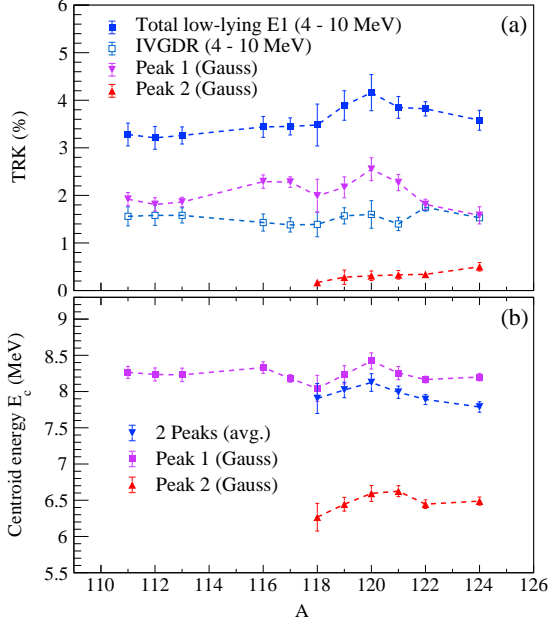 6
5
4
3
2
1
0
TRK (%)
(a)
Total low-lying E1 (4 - 10 MeV)
IVGDR (4 - 10 MeV)
Peak 1 (Gauss)
Peak 2 (Gauss)
9
8.5
8
7.5
7
6.5
6
5.5
Centroid energy E_c (MeV)
(b)
2 Peaks (avg.)
Peak 1 (Gauss)
Peak 2 (Gauss)
110 112 114 116 118 120 122 124 126
A